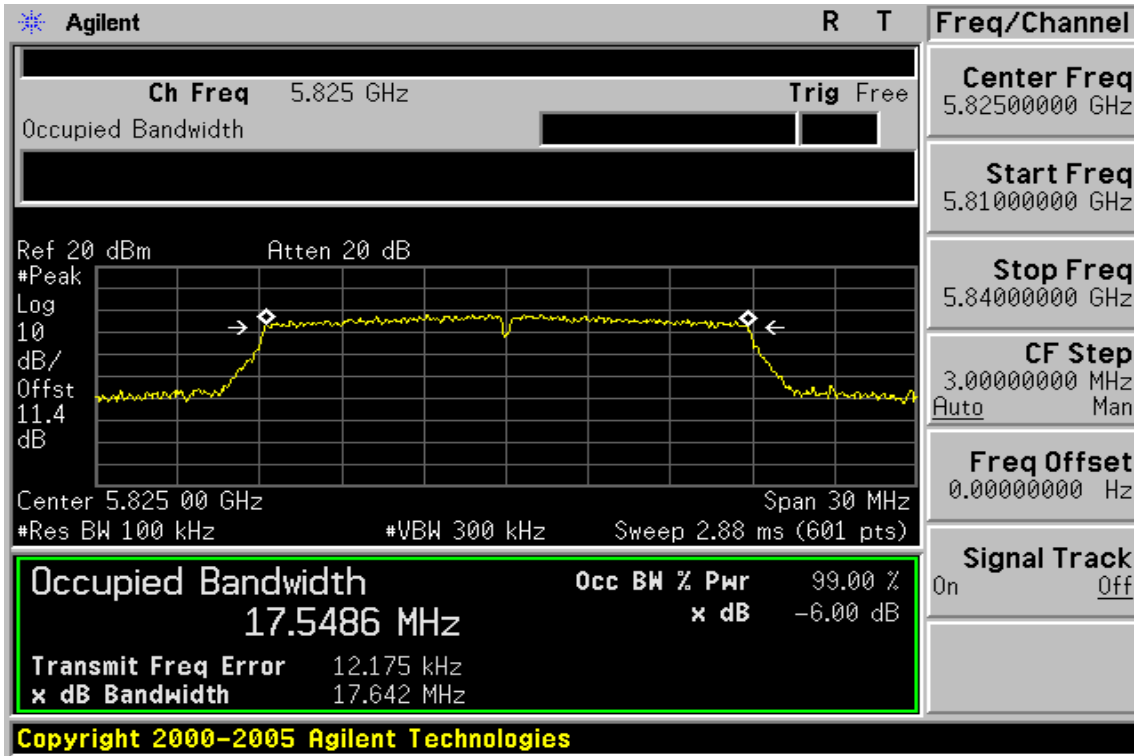 Agilent R T
Freq/Channel
Ch Freq 5.825 GHz Trig Free
Occupied Bandwidth
Center Freq
5.82500000 GHz
Start Freq
5.81000000 GHz
Stop Freq
5.84000000 GHz
CF Step
3.00000000 MHz
Auto Man
Freq Offset
0.00000000 Hz
Signal Track
On Off
Ref 20 dBm Atten 20 dB
#Peak
Log
10
dB/
Offst
11.4
dB
Center 5.825 00 GHz Span 30 MHz
#Res BW 100 kHz #VBW 300 kHz Sweep 2.88 ms (601 pts)
Occupied Bandwidth
17.5486 MHz
Occ BW % Pwr 99.00 %
x dB -6.00 dB
Transmit Freq Error 12.175 kHz
x dB Bandwidth 17.642 MHz
Copyright 2000-2005 Agilent Technologies